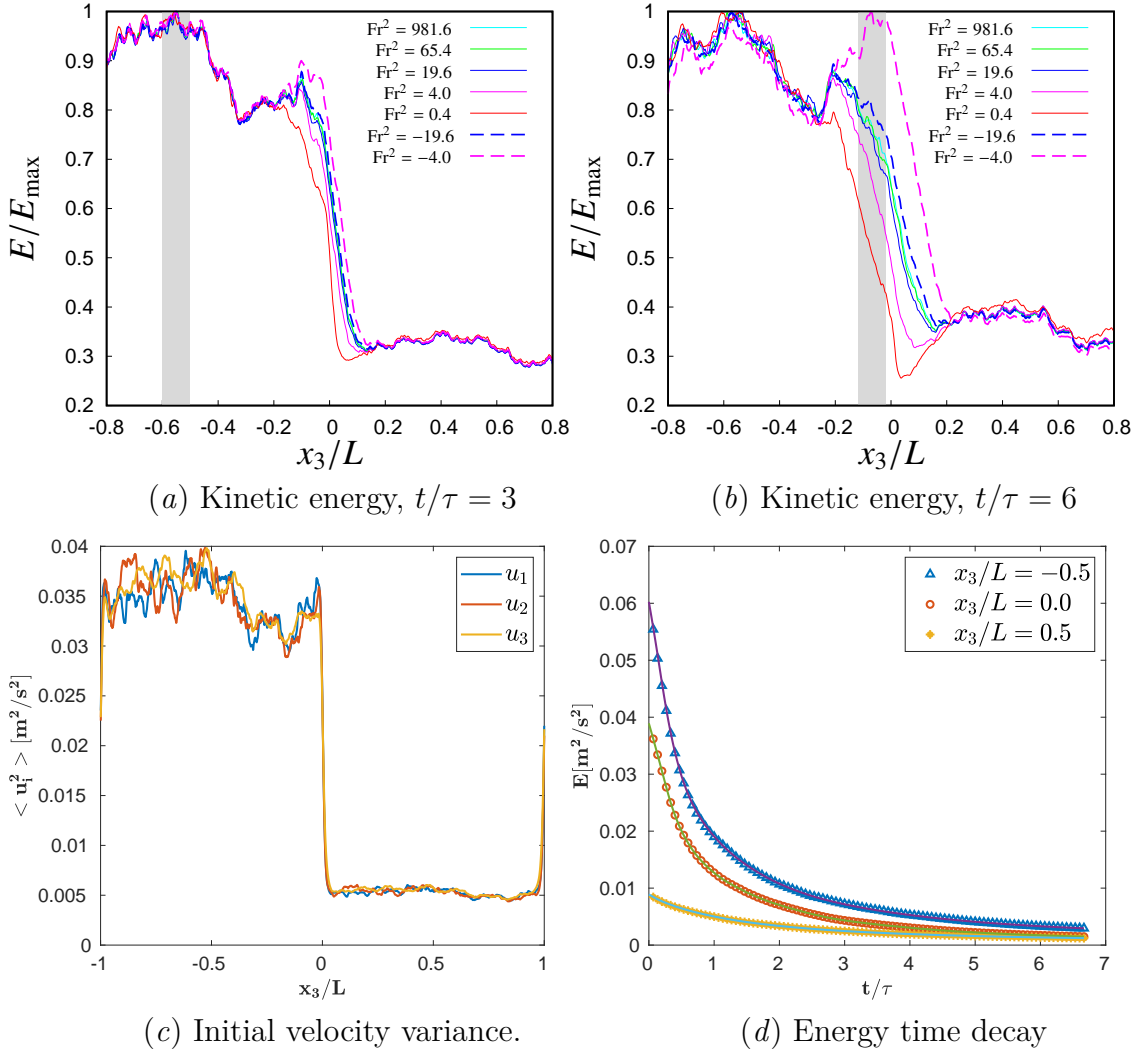 E/E_max
1
0.9
0.8
0.7
0.6
0.5
0.4
0.3
0.2
-0.8 -0.6 -0.4 -0.2 0 0.2 0.4 0.6 0.8
x₃/L
Fr² = 981.6
Fr² = 65.4
Fr² = 19.6
Fr² = 4.0
Fr² = 0.4
Fr² = −19.6
Fr² = −4.0
(a) Kinetic energy, t/τ = 3
E/E_max
1
0.9
0.8
0.7
0.6
0.5
0.4
0.3
0.2
-0.8 -0.6 -0.4 -0.2 0 0.2 0.4 0.6 0.8
x₃/L
Fr² = 981.6
Fr² = 65.4
Fr² = 19.6
Fr² = 4.0
Fr² = 0.4
Fr² = −19.6
Fr² = −4.0
(b) Kinetic energy, t/τ = 6
< u_i² > [m²/s²]
0.04
0.035
0.03
0.025
0.02
0.015
0.01
0.005
0
-1 -0.5 0 0.5 1
x₃/L
u₁
u₂
u₃
(c) Initial velocity variance.
E[m²/s²]
0.07
0.06
0.05
0.04
0.03
0.02
0.01
0
0 1 2 3 4 5 6 7
t/τ
x₃/L = −0.5
x₃/L = 0.0
x₃/L = 0.5
(d) Energy time decay